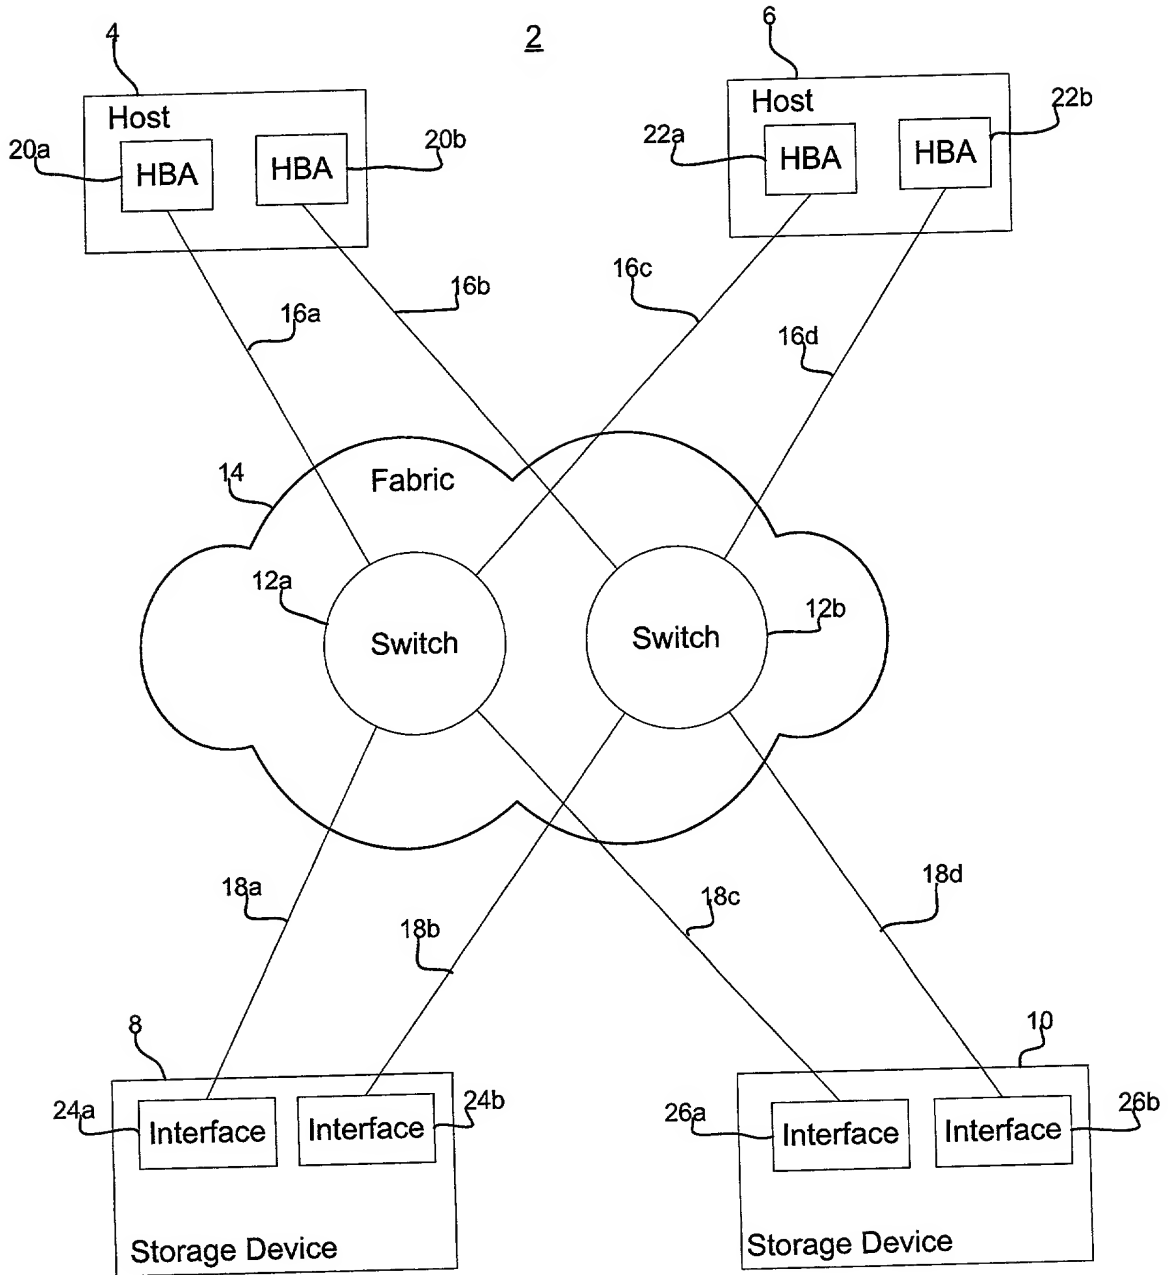 2
4
6
Host
Host
20a
HBA
HBA
20b
22a
HBA
HBA
22b
16a
16b
16c
16d
14
Fabric
12a
Switch
Switch
12b
18a
18b
18c
18d
8
10
24a
Interface
Interface
24b
26a
Interface
Interface
26b
Storage Device
Storage Device